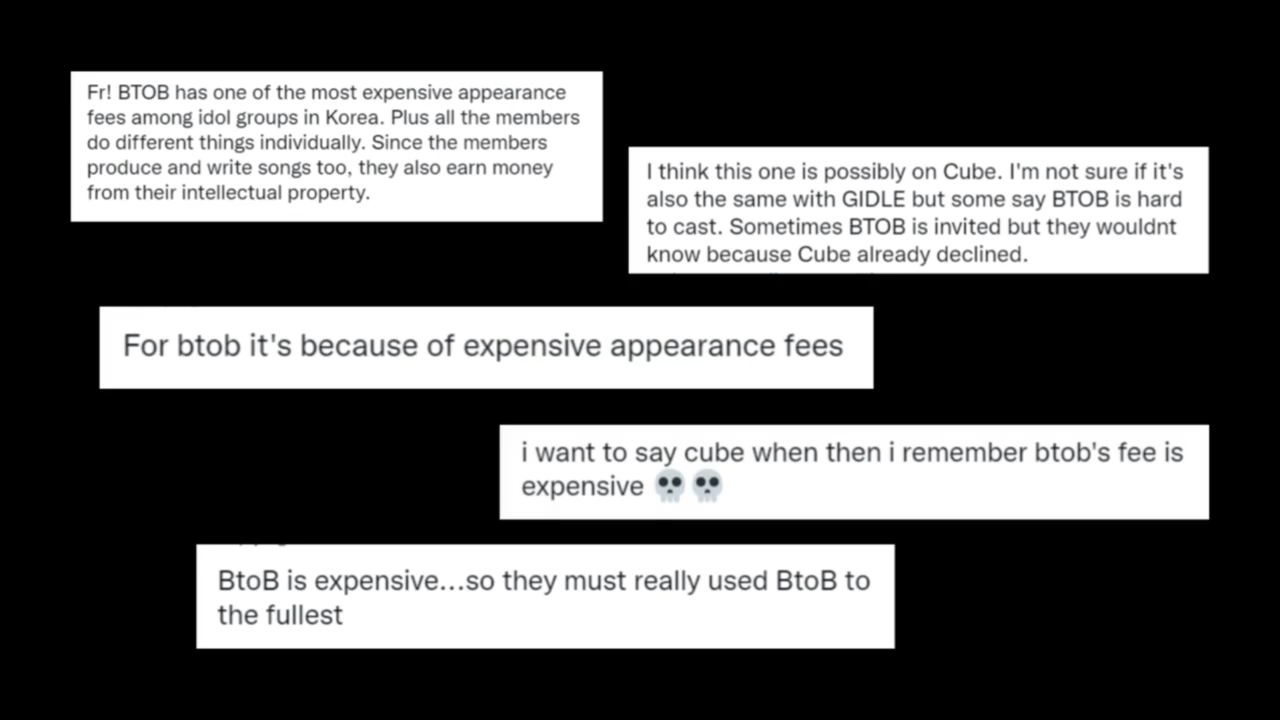 Fr! BTOB has one of the most expensive appearance
fees among idol groups in Korea. Plus all the members
do different things individually. Since the members
produce and write songs too, they also earn money
from their intellectual property.
I think this one is possibly on Cube. I'm not sure if it's
also the same with GIDLE but some say BTOB is hard
to cast. Sometimes BTOB is invited but they wouldnt
know because Cube already declined.
For btob it's because of expensive appearance fees
i want to say cube when then i remember btob's fee is
expensive 💀💀
BtoB is expensive...so they must really used BtoB to
the fullest